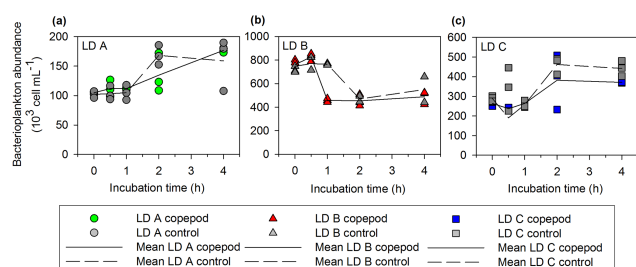 (a)
LD A
(b)
LD B
(c)
LD C
Bacterioplankton abundance
(10³ cell mL⁻¹)
200
150
100
50
0
1000
800
600
400
200
0
600
500
400
300
200
100
0
0 1 2 3 4
0 1 2 3 4
0 1 2 3 4
Incubation time (h)
Incubation time (h)
Incubation time (h)
LD A copepod LD B copepod LD C copepod
LD A control LD B control LD C control
Mean LD A copepod Mean LD B copepod Mean LD C copepod
Mean LD A control Mean LD B control Mean LD C control